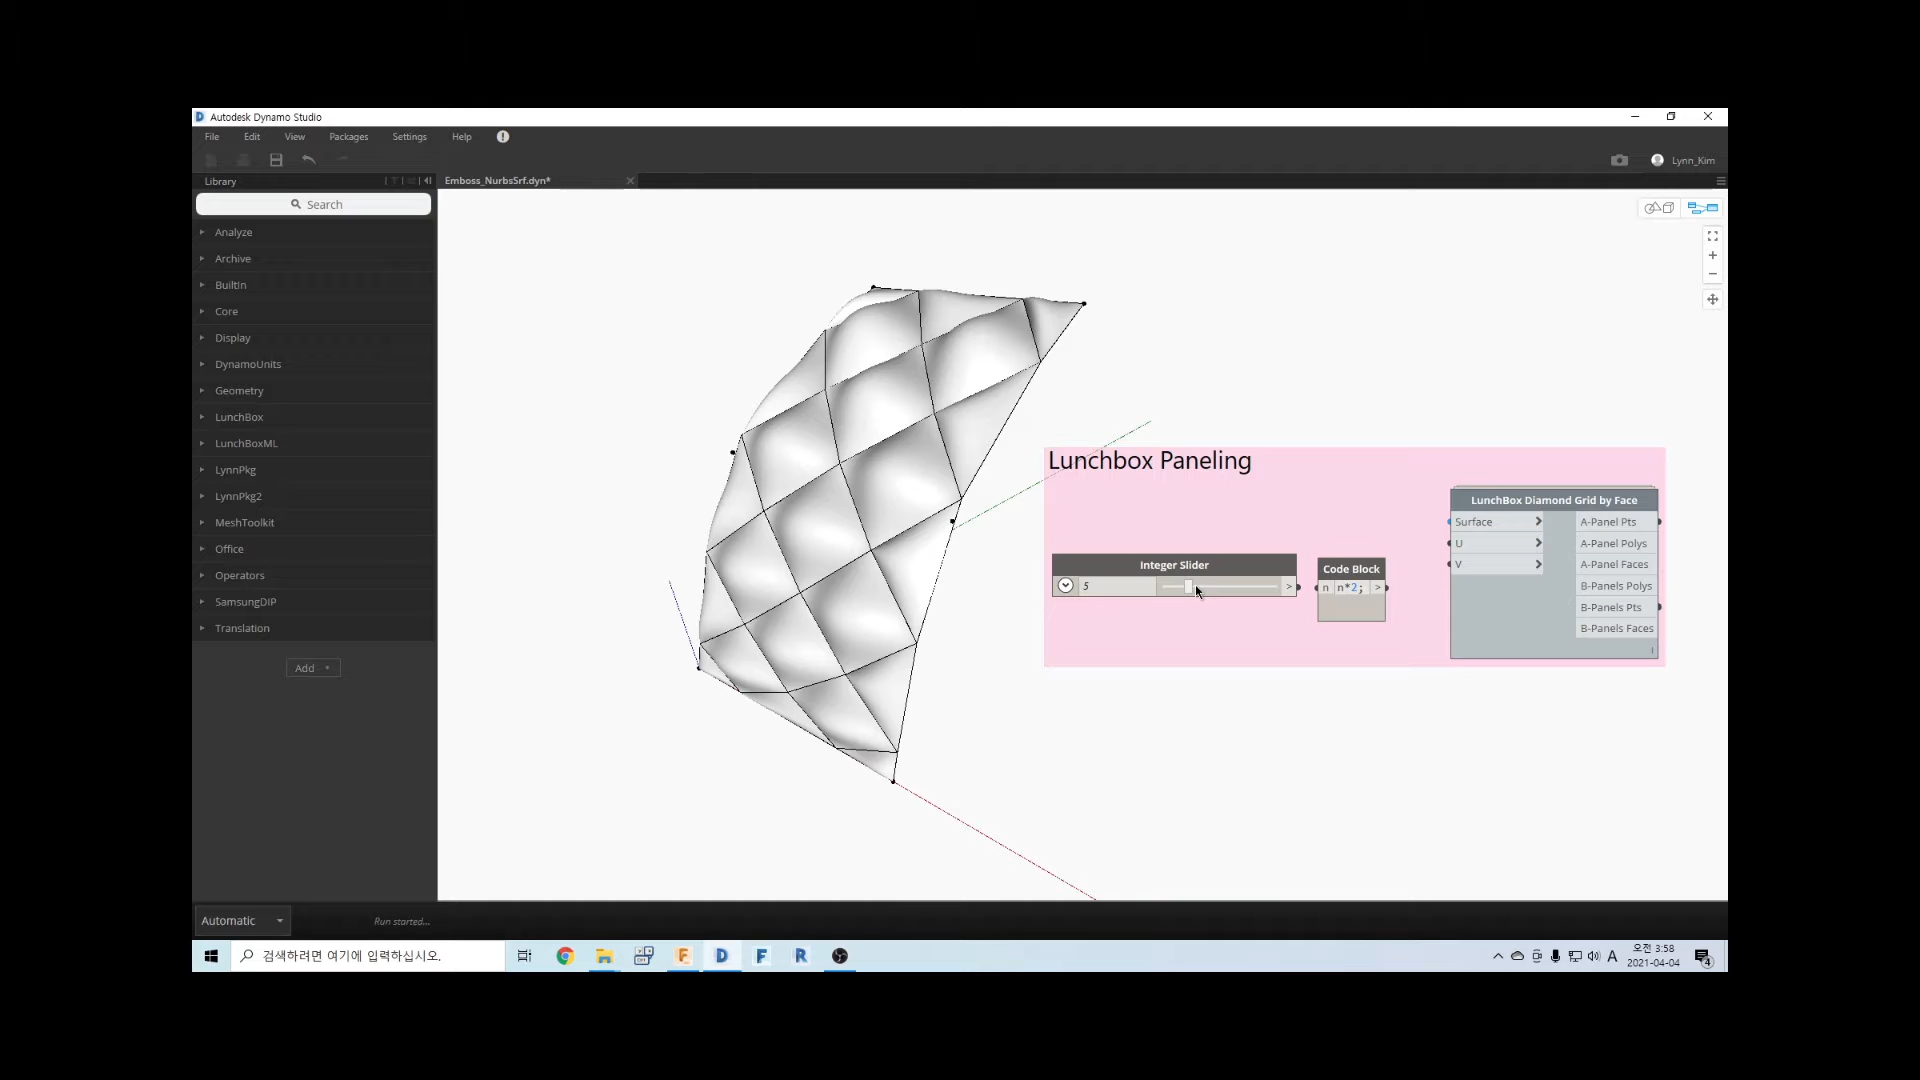 Autodesk Dynamo Studio
File Edit View Packages Settings Help
Lynn_Kim
Library
Emboss_NurbsSrf.dyn*
Search
Analyze
Archive
BuiltIn
Core
Display
DynamoUnits
Geometry
LunchBox
LunchBoxML
LynnPkg
LynnPkg2
MeshToolkit
Office
Operators
SamsungDIP
Translation
Add
Lunchbox Paneling
Integer Slider
5 >
Code Block
n n*2; >
LunchBox Diamond Grid by Face
Surface > A-Panel Pts
U > A-Panel Polys
V > A-Panel Faces
B-Panels Polys
B-Panels Pts
B-Panels Faces
Automatic
Run started...
검색하려면 여기에 입력하십시오.
A
오전 3:58
2021-04-04
4